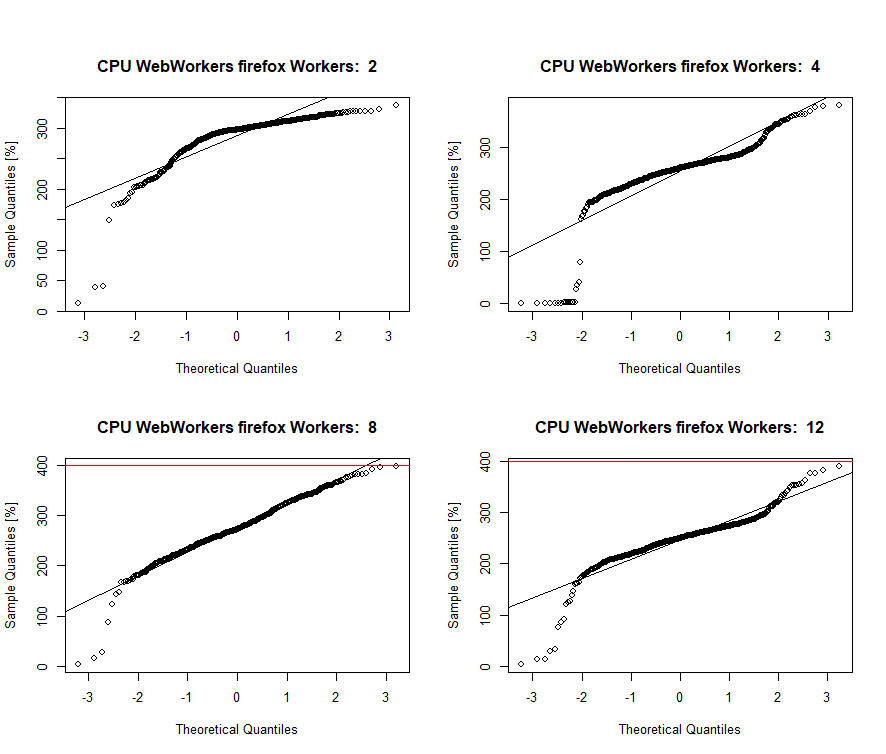 CPU WebWorkers firefox Workers:  2
Sample Quantiles [%]
300
200
100
50
0
-3 -2 -1 0 1 2 3
Theoretical Quantiles
CPU WebWorkers firefox Workers:  4
Sample Quantiles [%]
300
200
100
0
-3 -2 -1 0 1 2 3
Theoretical Quantiles
CPU WebWorkers firefox Workers:  8
Sample Quantiles [%]
400
300
200
100
0
-3 -2 -1 0 1 2 3
Theoretical Quantiles
CPU WebWorkers firefox Workers:  12
Sample Quantiles [%]
400
300
200
100
0
-3 -2 -1 0 1 2 3
Theoretical Quantiles